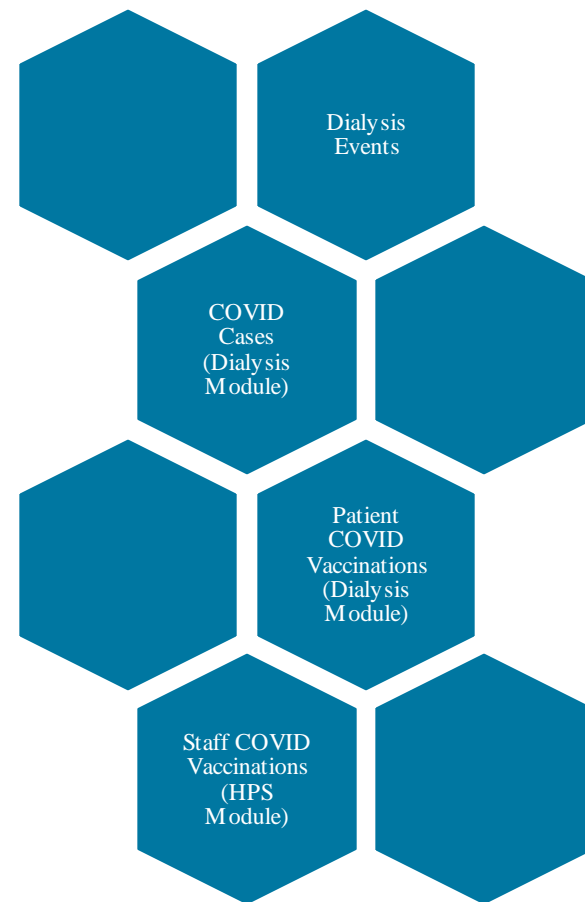 Dialysis
Events
COVID
Cases
(Dialysis
Module)
Patient
COVID
Vaccinations
(Dialysis
Module)
Staff COVID
Vaccinations
(HPS
Module)